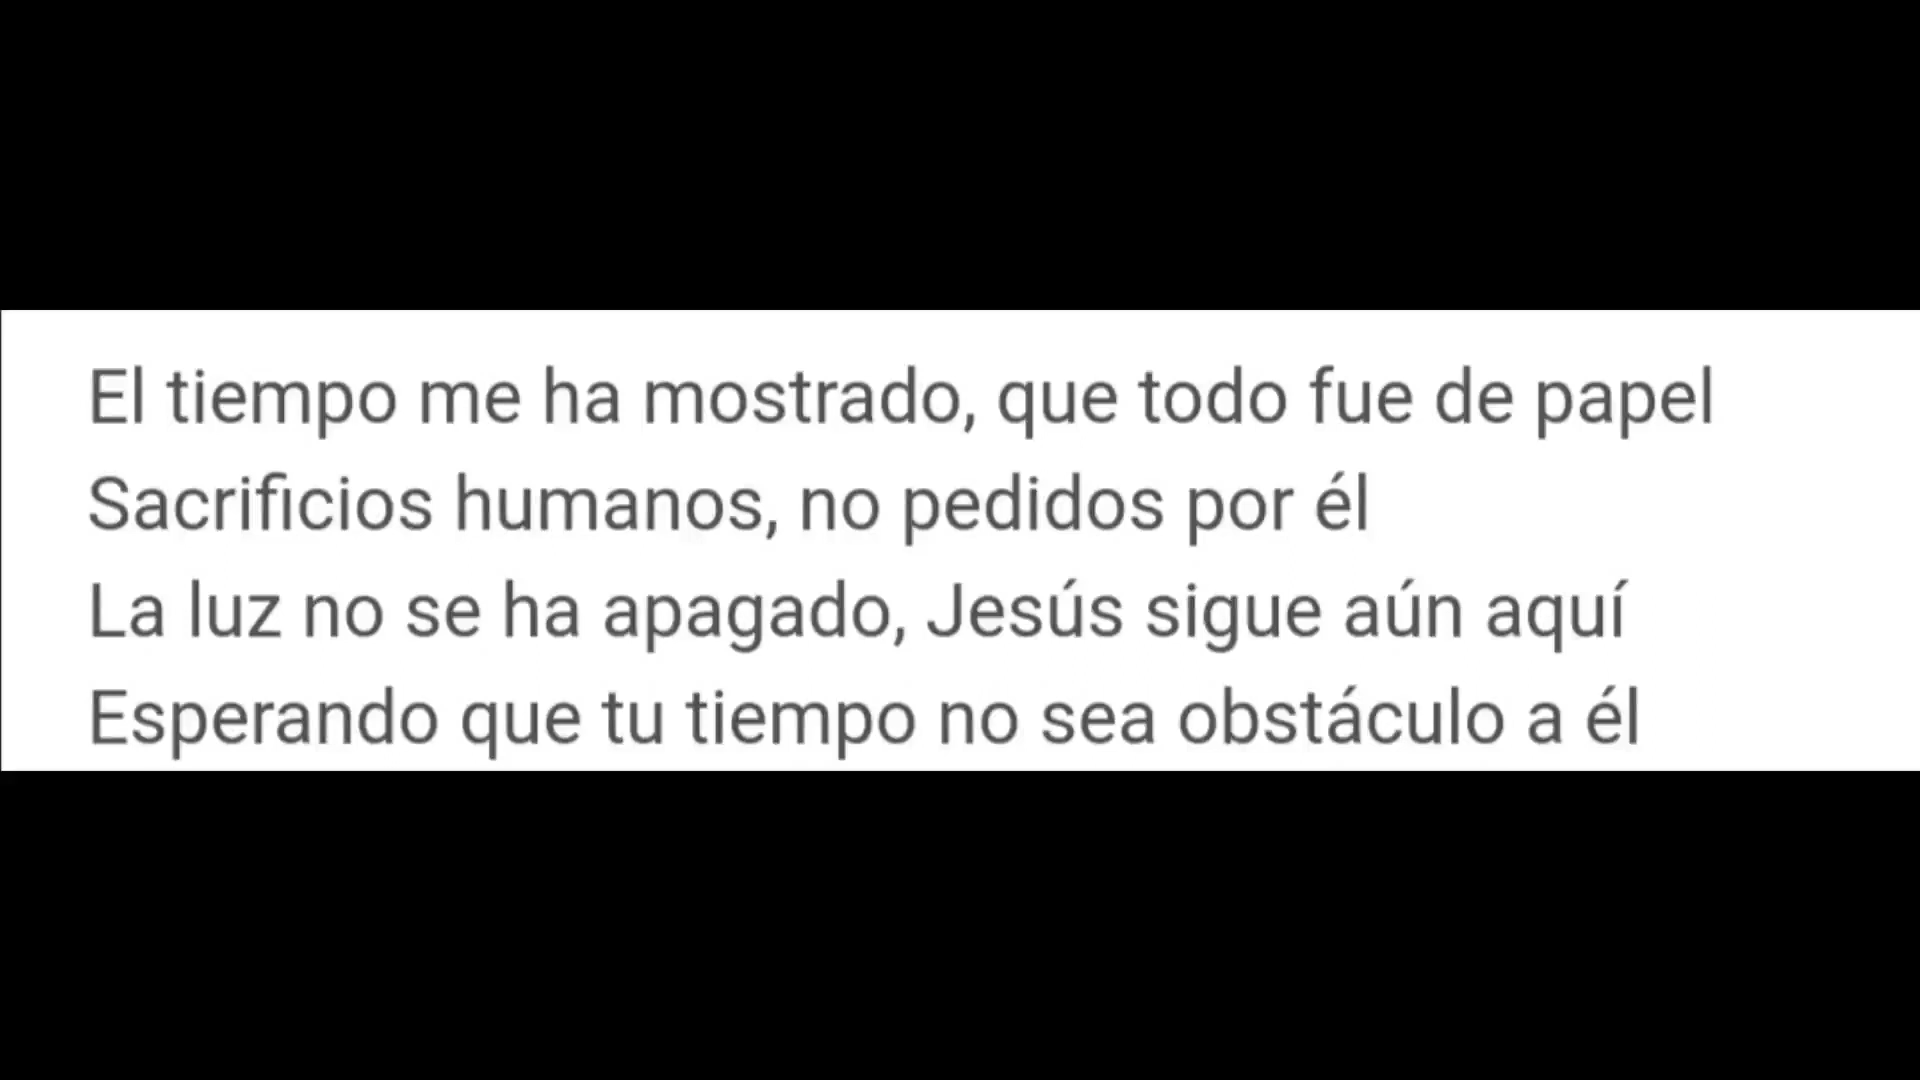 El tiempo me ha mostrado, que todo fue de papel
Sacrificios humanos, no pedidos por él
La luz no se ha apagado, Jesús sigue aún aquí
Esperando que tu tiempo no sea obstáculo a él